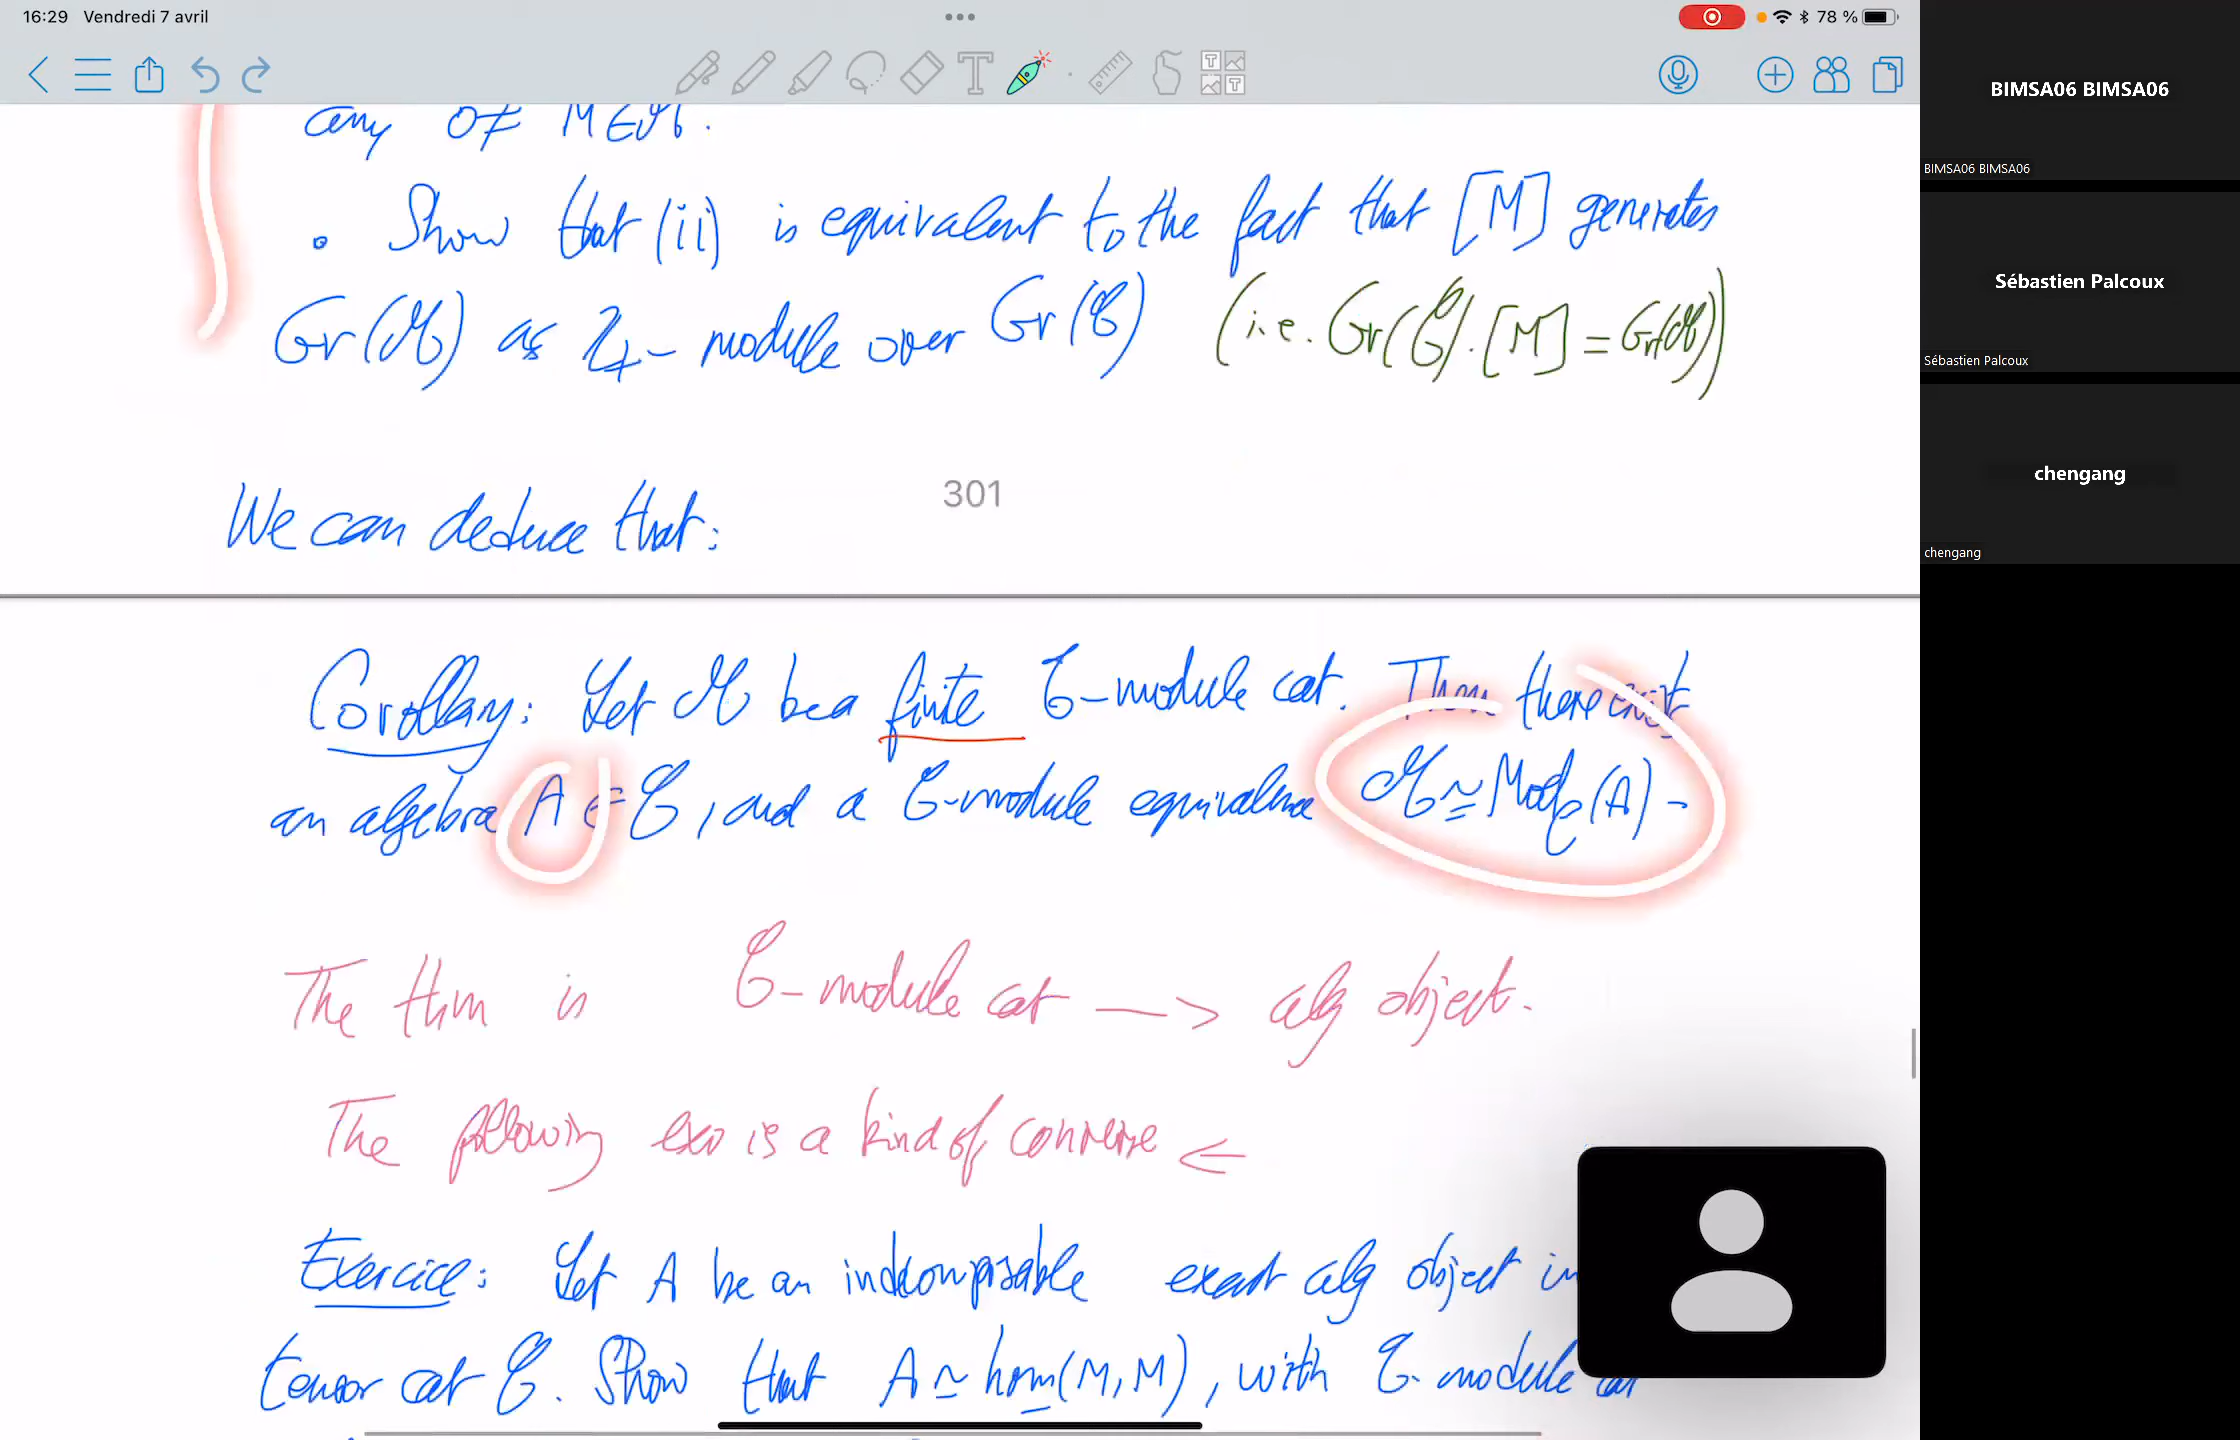 16:29 Vendredi 7 avril
78 %
any 0 ≠ M ∈ ℳ.
• Show that (ii) is equivalent to the fact that [M] generates
Gr(ℳ) as ℤ₊-module over Gr(𝒞) (i.e. Gr(𝒞).[M] = Gr(ℳ))
301
We can deduce that:
Corollary: Let ℳ be a finite 𝒞-module cat. Then there exist
an algebra A ∈ 𝒞, and a 𝒞-module equivalence ℳ ≃ Mod_𝒞(A).
The thm is 𝒞-module cat —> alg object.
The following exo is a kind of converse <=
Exercice: Let A be an indecomposable exact alg object in
tensor cat 𝒞. Show that A ≃ hom(M,M), with 𝒞-module cat
BIMSA06 BIMSA06
BIMSA06 BIMSA06
Sébastien Palcoux
Sébastien Palcoux
chengang
chengang